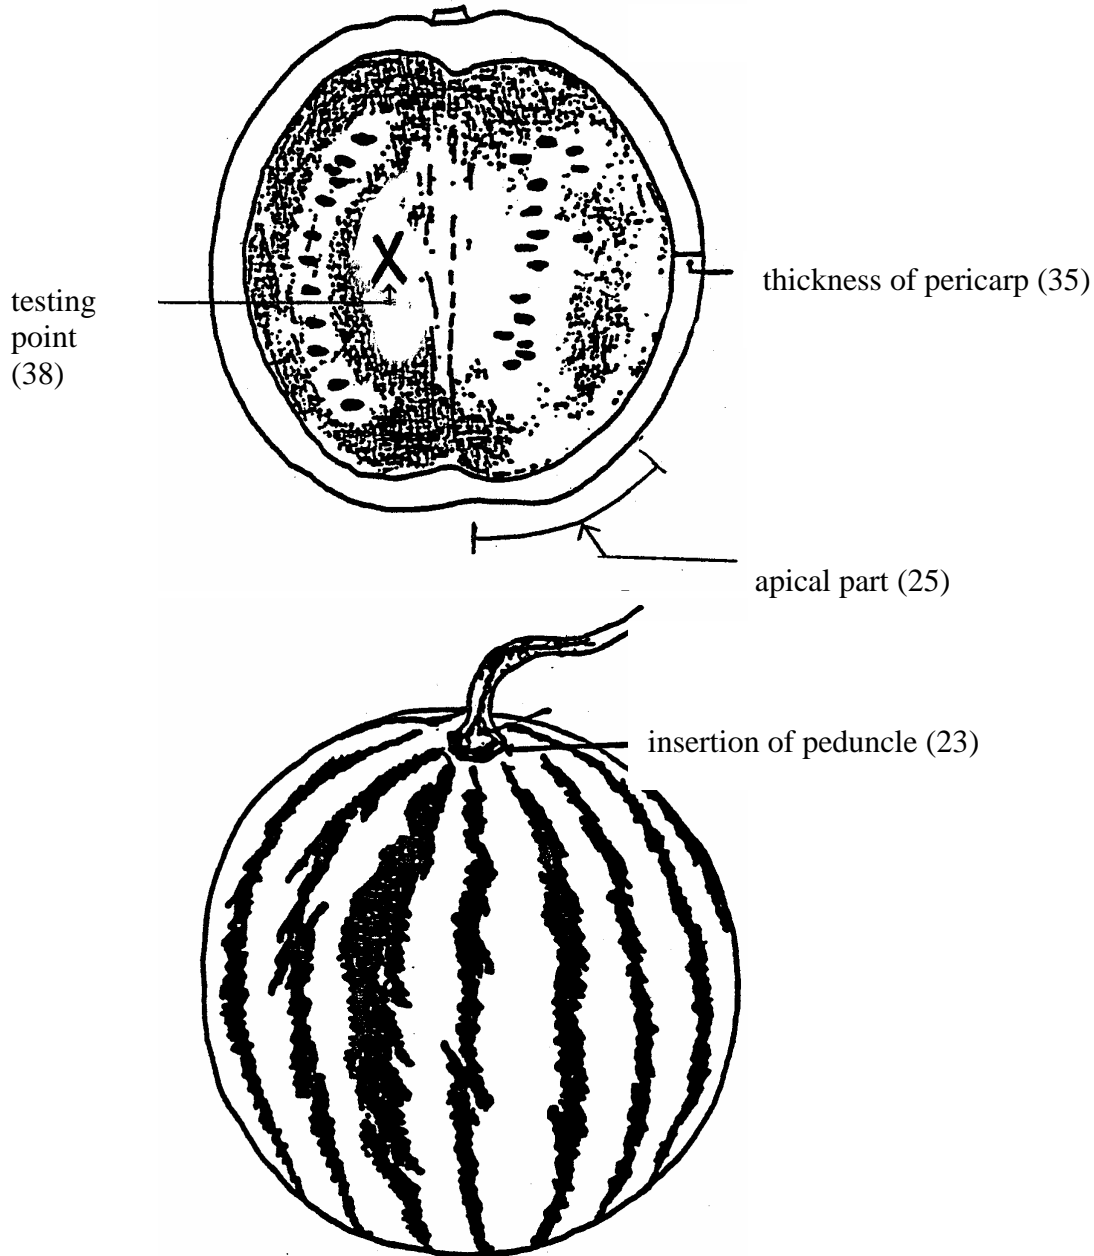 thickness of pericarp (35)
testing
point
(38)
X
apical part (25)
insertion of peduncle (23)